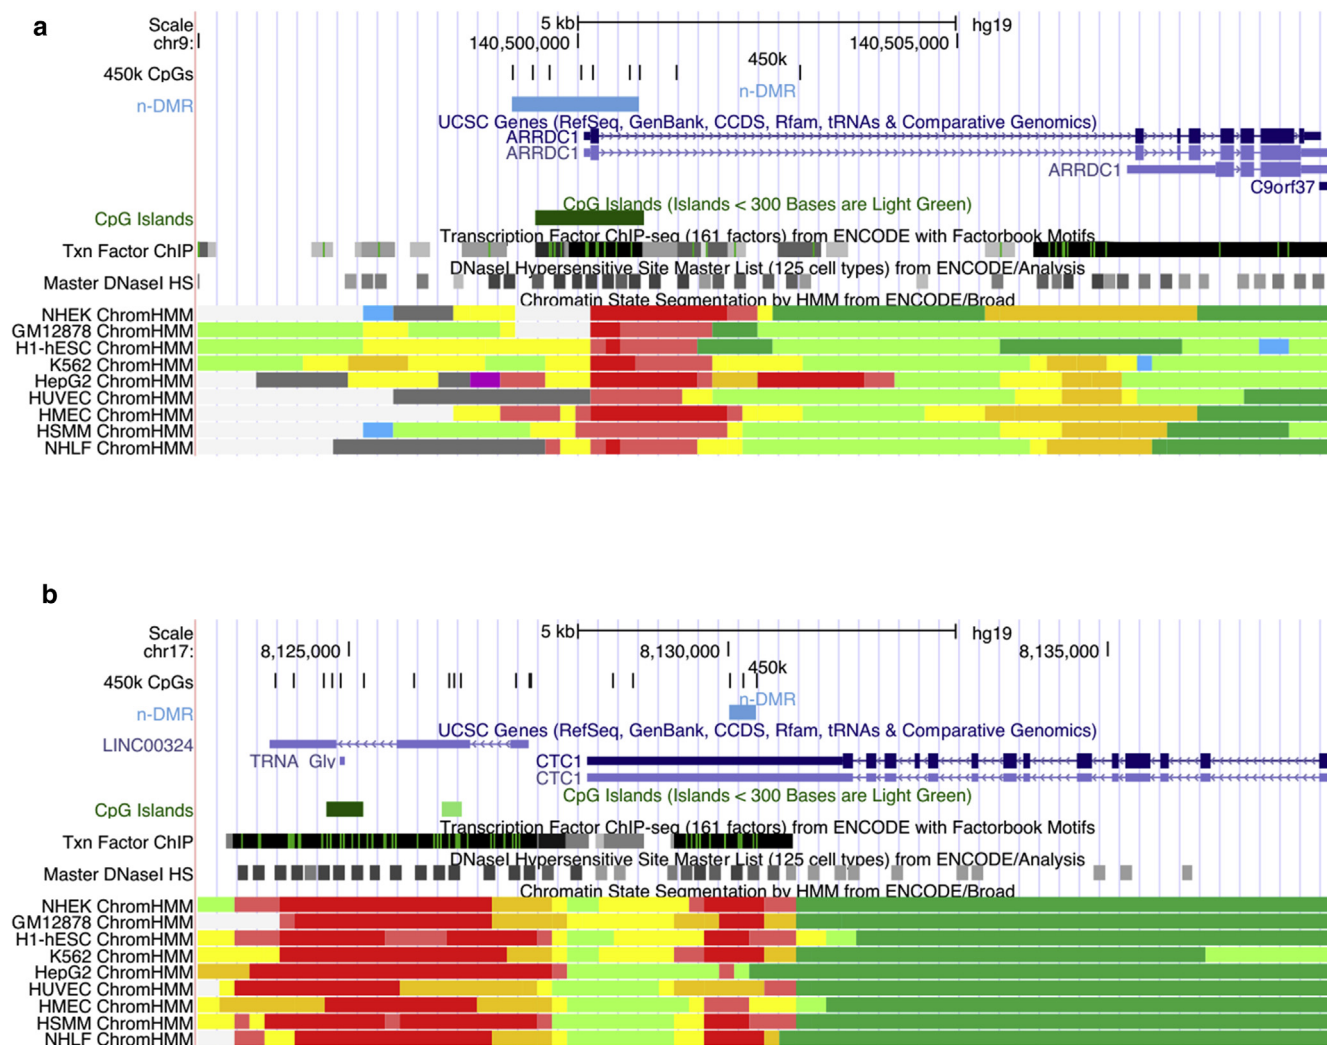 a
Scale 5 kb hg19
chr9: 140,500,000 140,505,000
450k
450k CpGs
n-DMR
n-DMR
UCSC Genes (RefSeq, GenBank, CCDS, Rfam, tRNAs & Comparative Genomics)
ARRDC1
ARRDC1
ARRDC1
C9orf37
CpG Islands (Islands < 300 Bases are Light Green)
CpG Islands
Transcription Factor ChIP-seq (161 factors) from ENCODE with Factorbook Motifs
Txn Factor ChIP
DNaseI Hypersensitive Site Master List (125 cell types) from ENCODE/Analysis
Master DNaseI HS
Chromatin State Segmentation by HMM from ENCODE/Broad
NHEK ChromHMM
GM12878 ChromHMM
H1-hESC ChromHMM
K562 ChromHMM
HepG2 ChromHMM
HUVEC ChromHMM
HMEC ChromHMM
HSMM ChromHMM
NHLF ChromHMM
b
Scale 5 kb hg19
chr17: 8,125,000 8,130,000 8,135,000
450k
450k CpGs
n-DMR
n-DMR
UCSC Genes (RefSeq, GenBank, CCDS, Rfam, tRNAs & Comparative Genomics)
LINC00324
TRNA Glv CTC1
CTC1
CpG Islands (Islands < 300 Bases are Light Green)
CpG Islands
Transcription Factor ChIP-seq (161 factors) from ENCODE with Factorbook Motifs
Txn Factor ChIP
DNaseI Hypersensitive Site Master List (125 cell types) from ENCODE/Analysis
Master DNaseI HS
Chromatin State Segmentation by HMM from ENCODE/Broad
NHEK ChromHMM
GM12878 ChromHMM
H1-hESC ChromHMM
K562 ChromHMM
HepG2 ChromHMM
HUVEC ChromHMM
HMEC ChromHMM
HSMM ChromHMM
NHLF ChromHMM